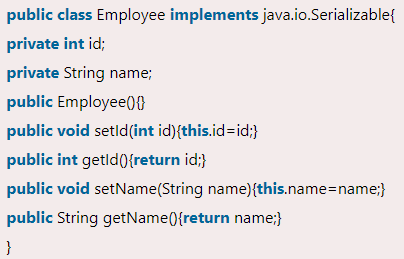 public class Employee implements java.io.Serializable{
private int id;
private String name;
public Employee(){}
public void setId(int id){this.id=id;}
public int getId(){return id;}
public void setName(String name){this.name=name;}
public String getName(){return name;}
}